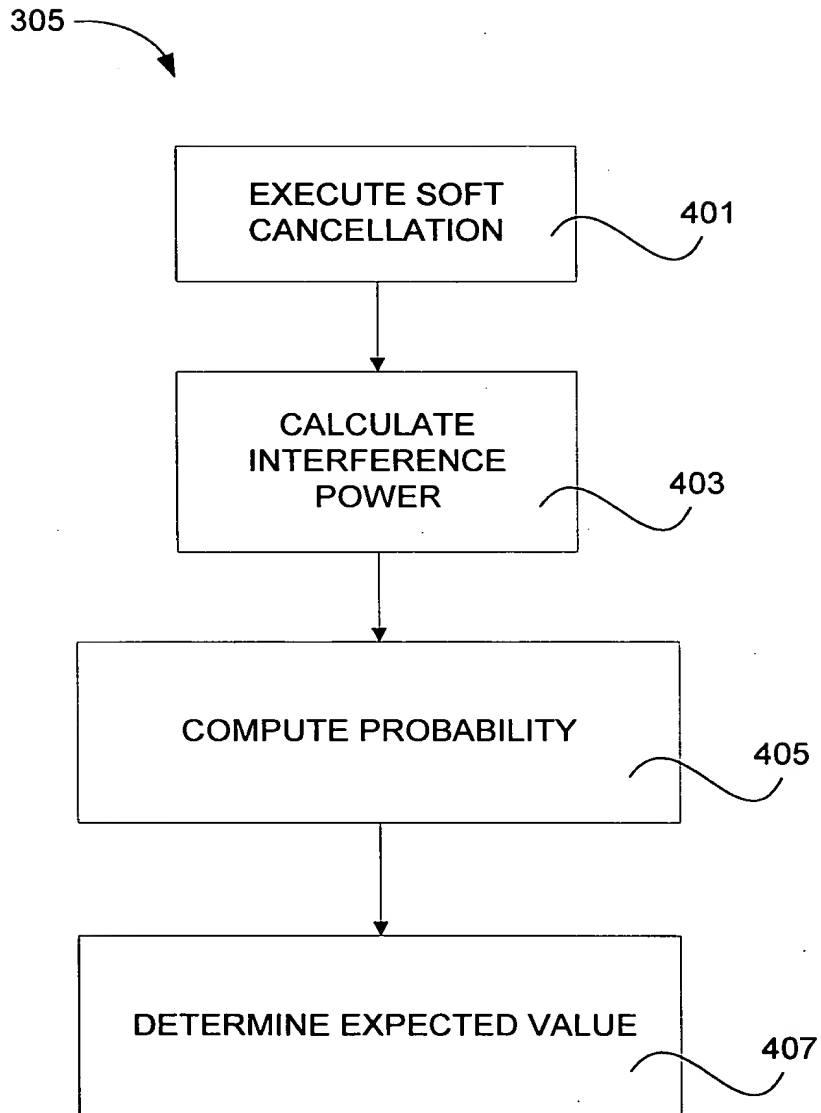 305
EXECUTE SOFT
CANCELLATION
401
CALCULATE
INTERFERENCE
POWER
403
COMPUTE PROBABILITY
405
DETERMINE EXPECTED VALUE
407